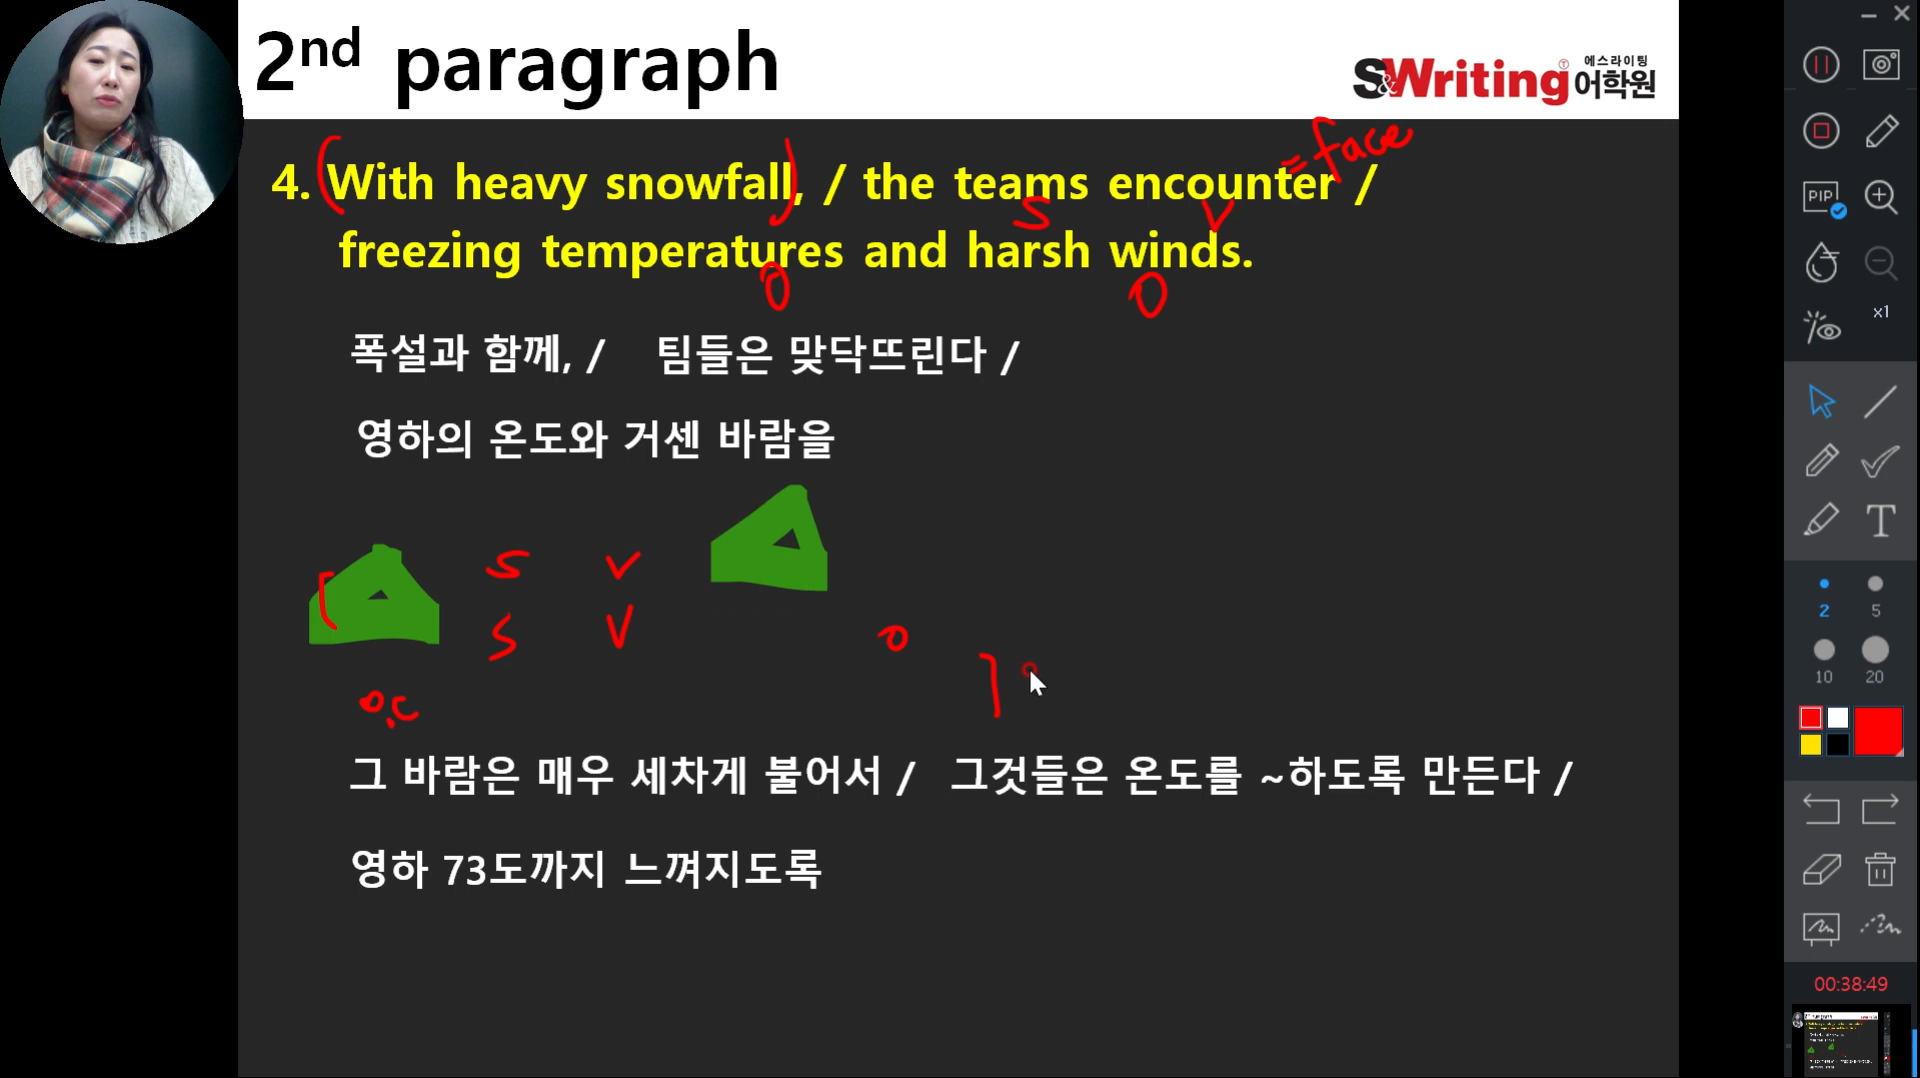 2nd paragraph
S&Writing 에스라이팅 어학원
= face
4. (With heavy snowfall,) / the teams encounter /
S V
freezing temperatures and harsh winds.
O O
폭설과 함께, / 팀들은 맞닥뜨린다 /
영하의 온도와 거센 바람을
S V
S V
O
O.C
그 바람은 매우 세차게 불어서 / 그것들은 온도를 ~하도록 만든다 /
영하 73도까지 느껴지도록
PIP
x1
T
2 5
10 20
00:38:49